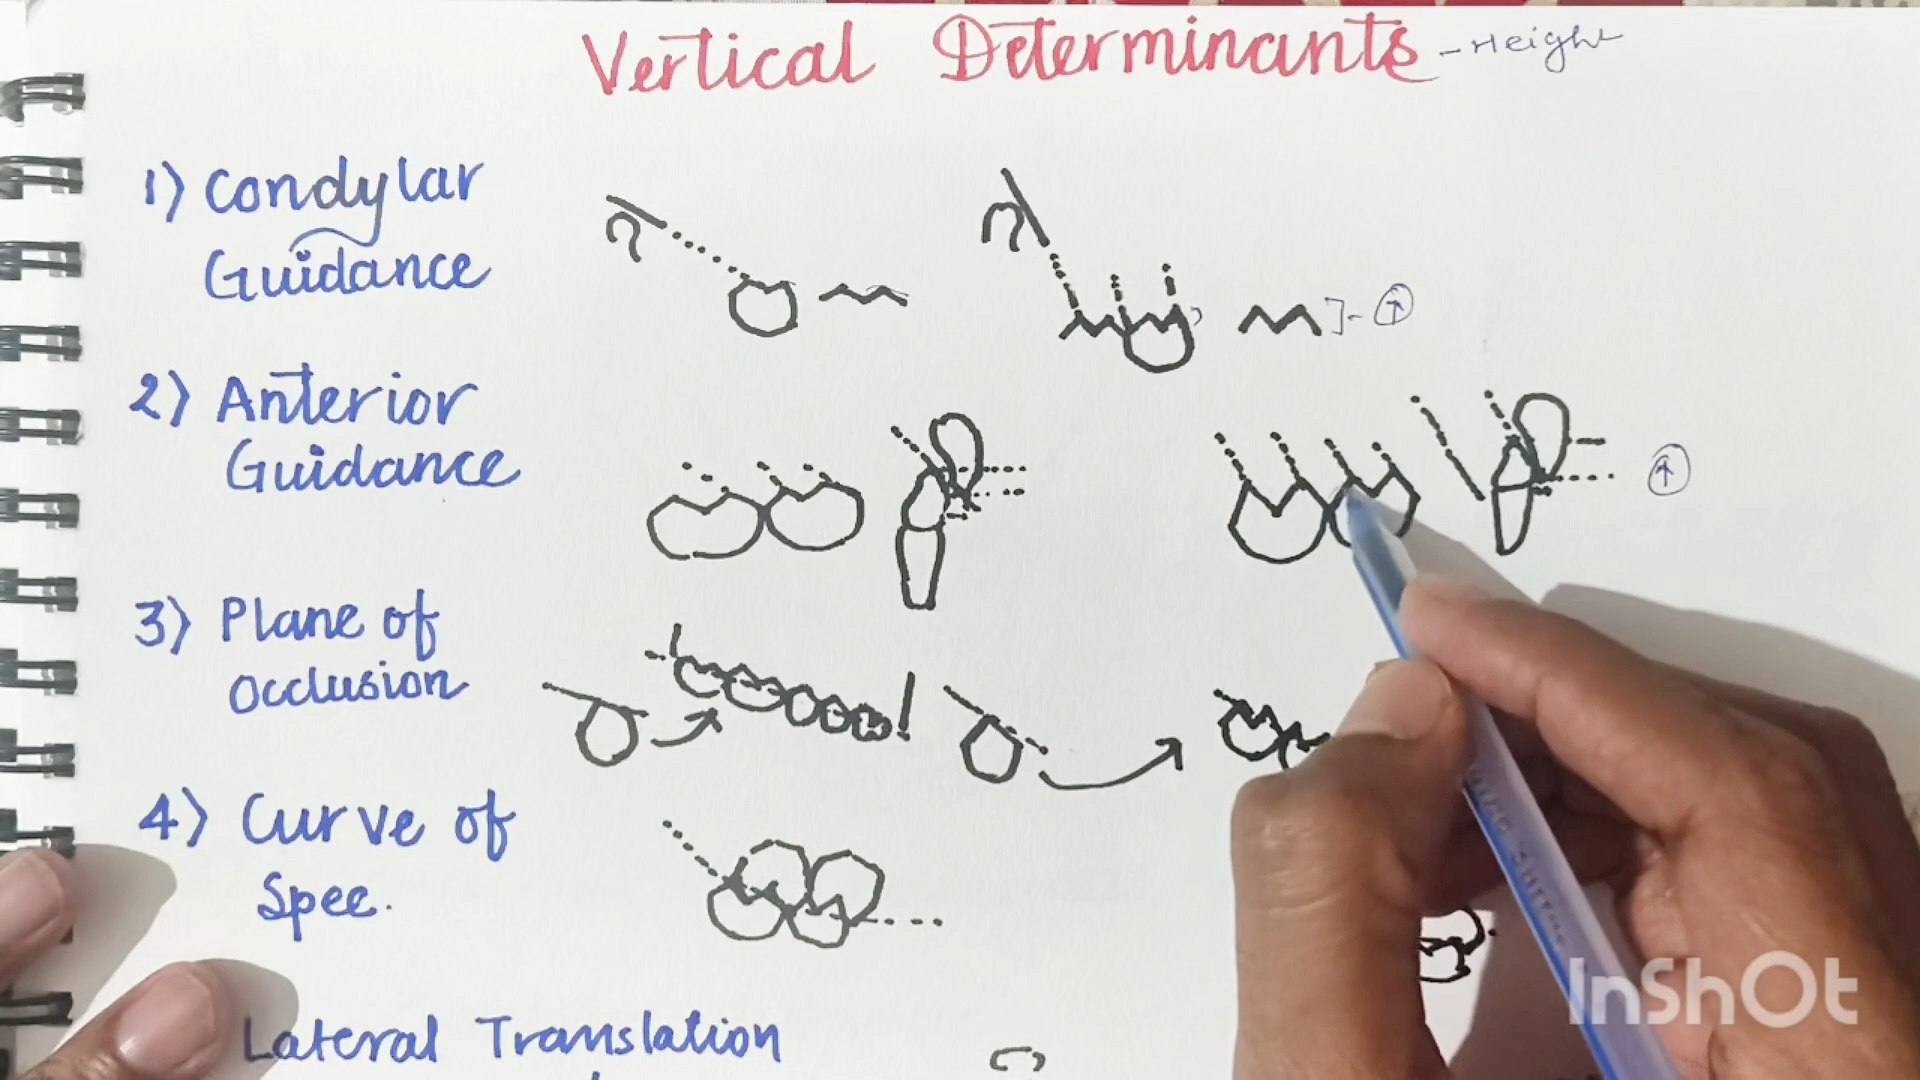 Vertical Determinants - Height
1) Condylar
Guidance
2) Anterior
Guidance
3) Plane of
Occlusion
4) Curve of
Spee.
Lateral Translation
InShOt